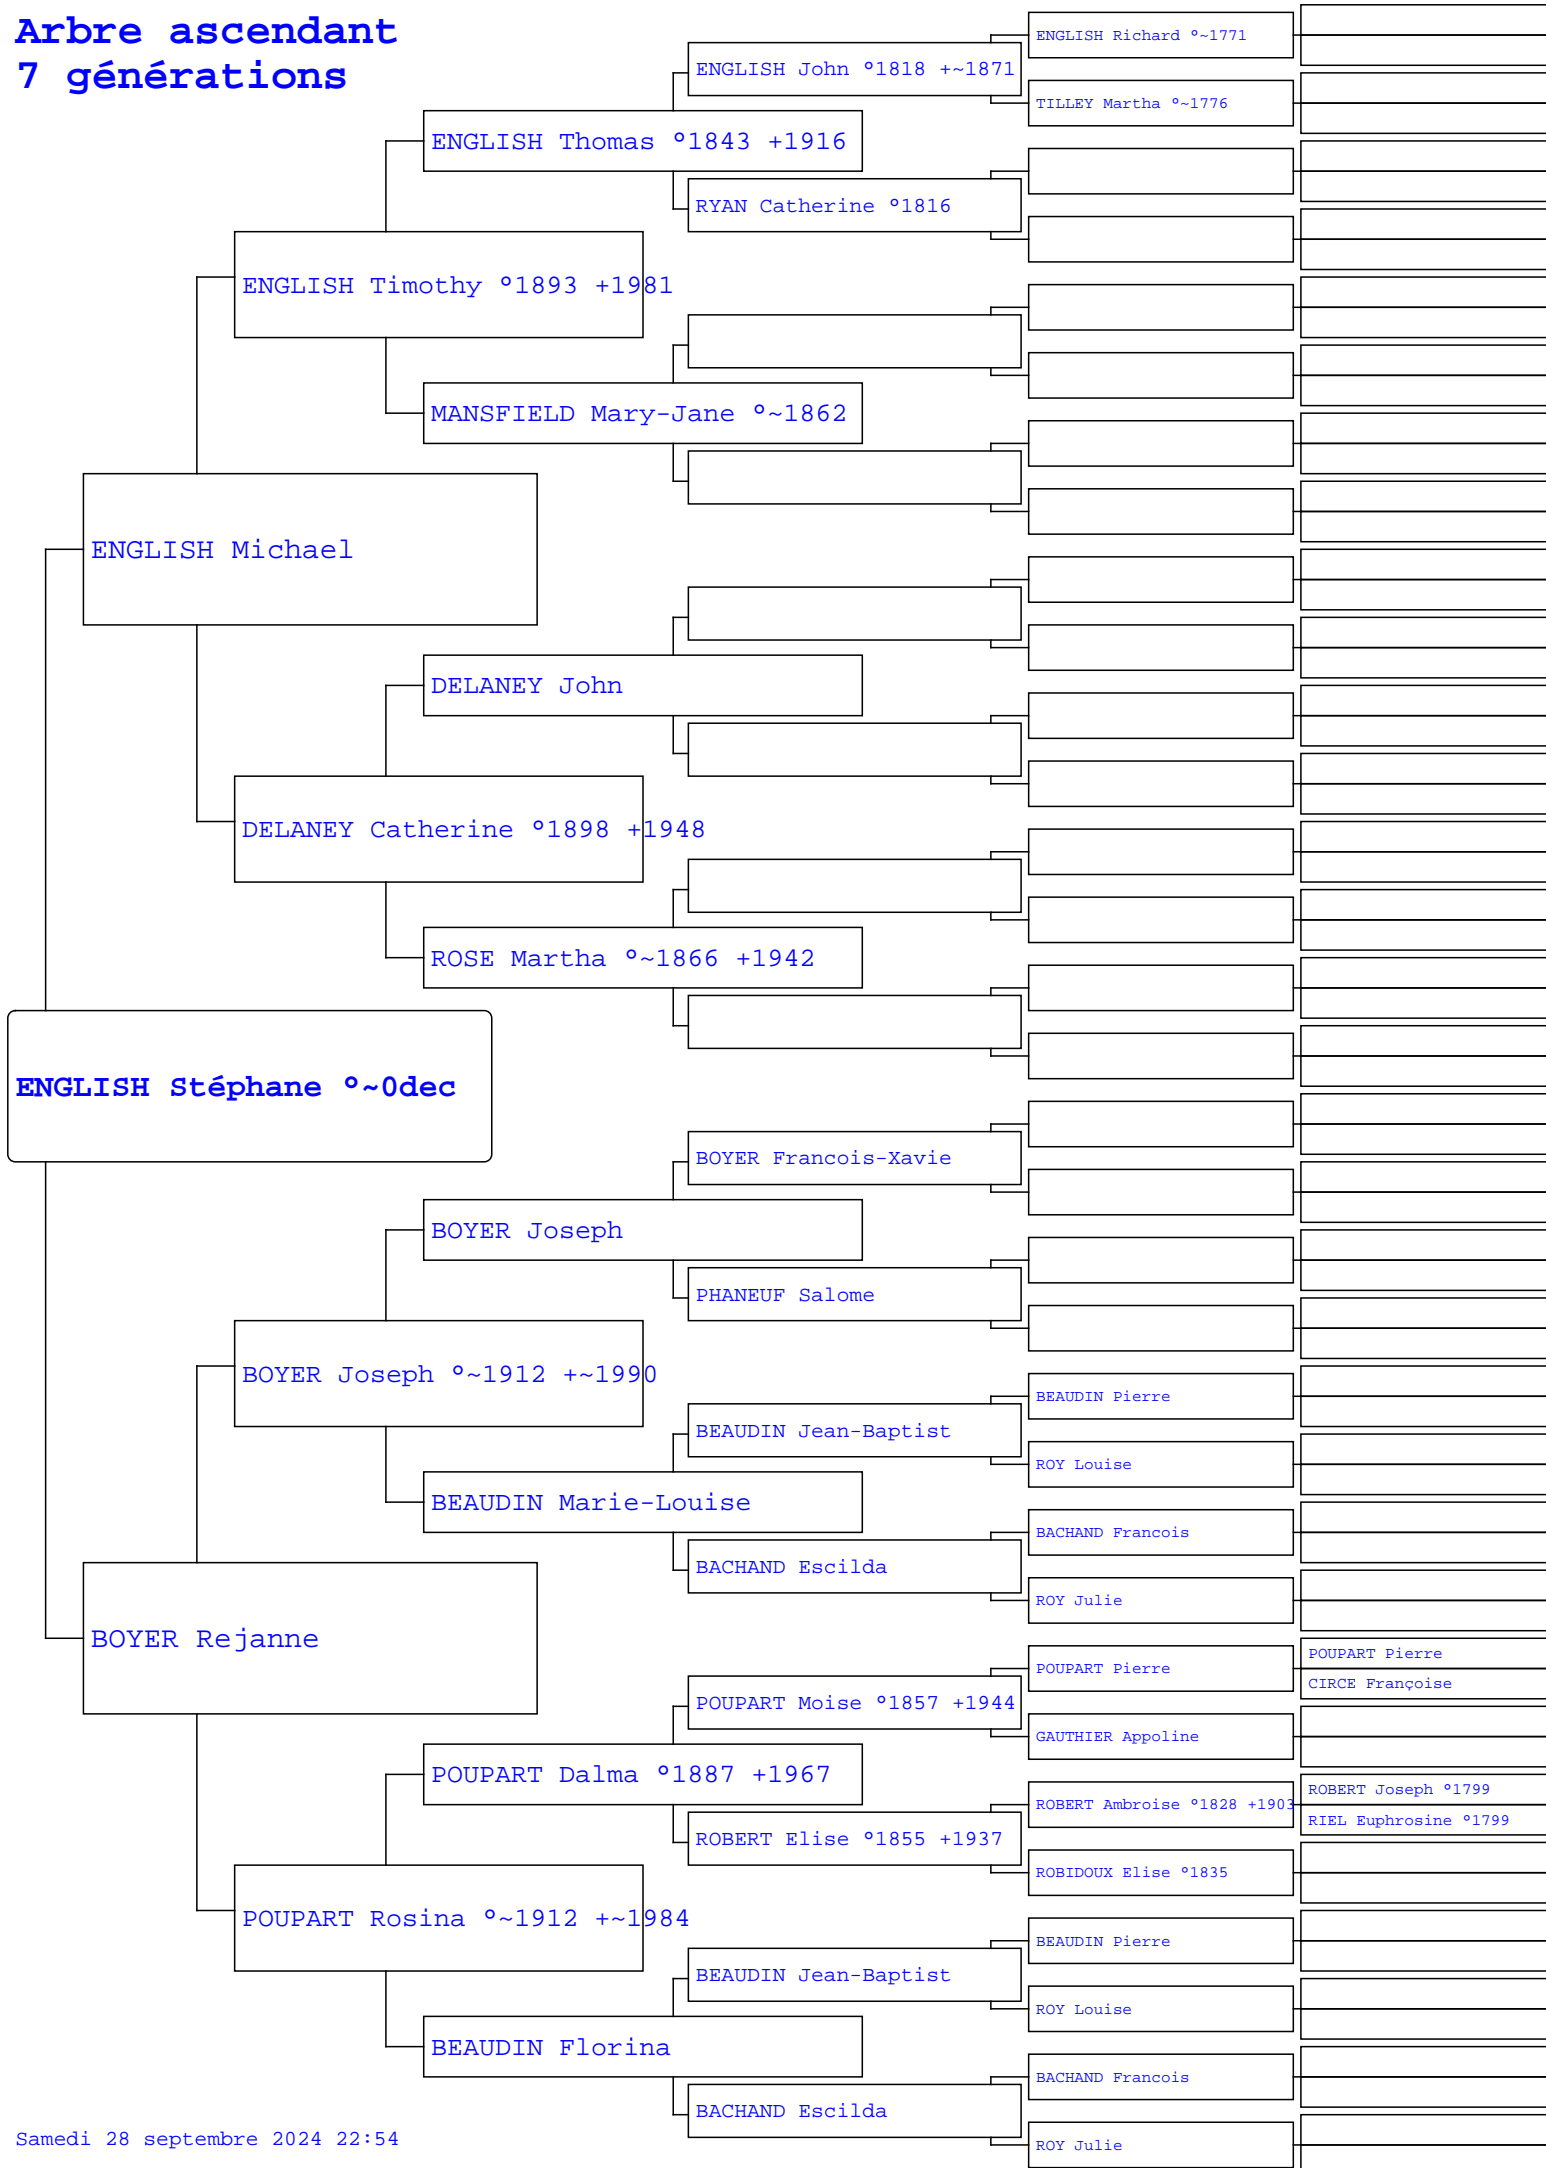 Arbre ascendant
7 générations
ENGLISH Richard °~1771
ENGLISH John °1818 +~1871
TILLEY Martha °~1776
ENGLISH Thomas °1843 +1916
RYAN Catherine °1816
ENGLISH Timothy °1893 +1981
MANSFIELD Mary-Jane °~1862
ENGLISH Michael
DELANEY John
DELANEY Catherine °1898 +1948
ROSE Martha °~1866 +1942
ENGLISH Stéphane °~0dec
BOYER Francois-Xavie
BOYER Joseph
PHANEUF Salome
BOYER Joseph °~1912 +~1990
BEAUDIN Pierre
BEAUDIN Jean-Baptist
ROY Louise
BEAUDIN Marie-Louise
BACHAND Francois
BACHAND Escilda
ROY Julie
BOYER Rejanne
POUPART Pierre
CIRCE Françoise
POUPART Pierre
POUPART Moise °1857 +1944
GAUTHIER Appoline
POUPART Dalma °1887 +1967
ROBERT Joseph °1799
RIEL Euphrosine °1799
ROBERT Ambroise °1828 +1903
ROBERT Elise °1855 +1937
ROBIDOUX Elise °1835
POUPART Rosina °~1912 +~1984
BEAUDIN Pierre
BEAUDIN Jean-Baptist
ROY Louise
BEAUDIN Florina
BACHAND Francois
BACHAND Escilda
ROY Julie
Samedi 28 septembre 2024 22:54